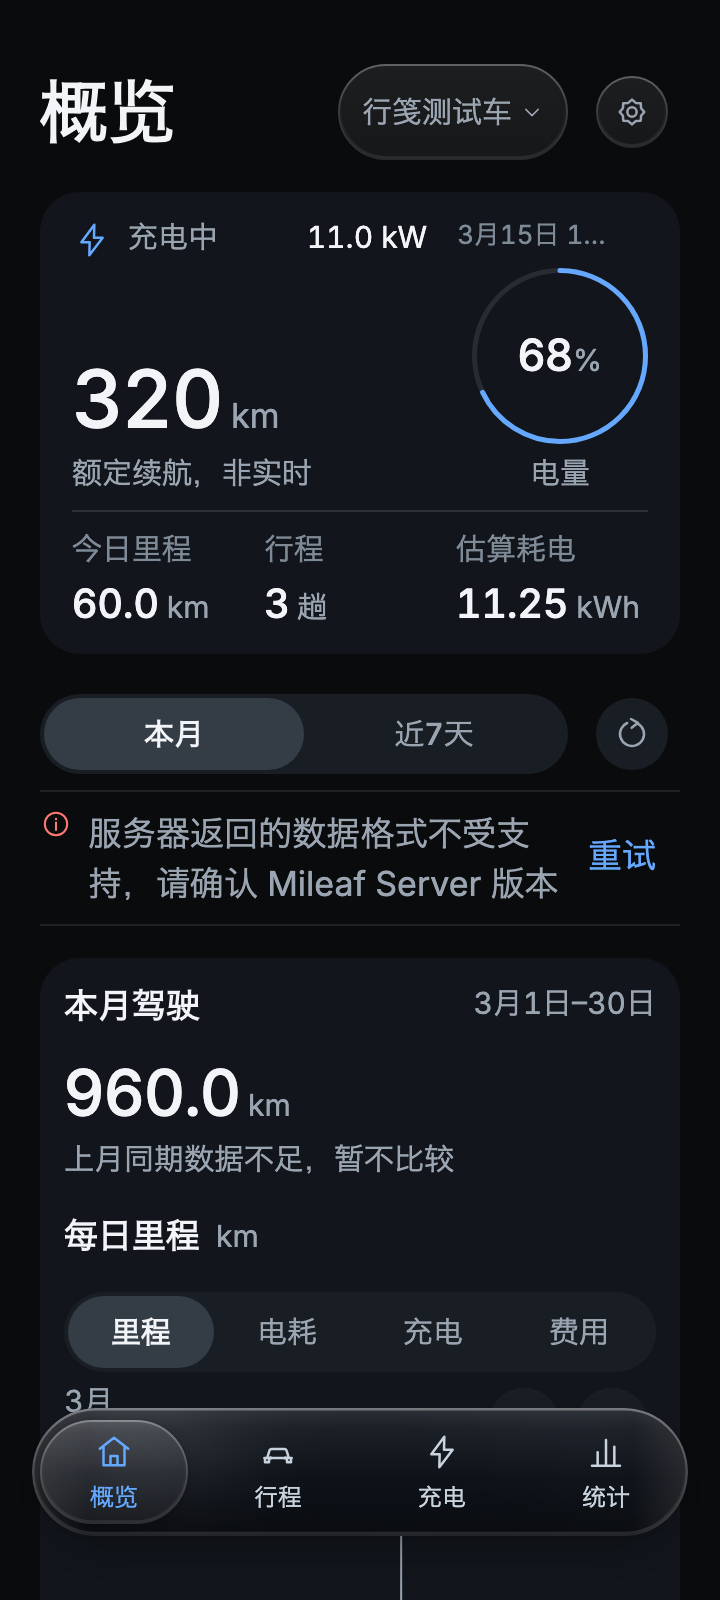 概览
行笺测试车
充电中 11.0 kW 3月15日 1...
68%
320 km
额定续航，非实时 电量
今日里程 行程 估算耗电
60.0 km 3 趟 11.25 kWh
本月 近7天
服务器返回的数据格式不受支
持，请确认 Mileaf Server 版本
重试
本月驾驶 3月1日–30日
960.0 km
上月同期数据不足，暂不比较
每日里程 km
里程 电耗 充电 费用
3月
概览 行程 充电 统计